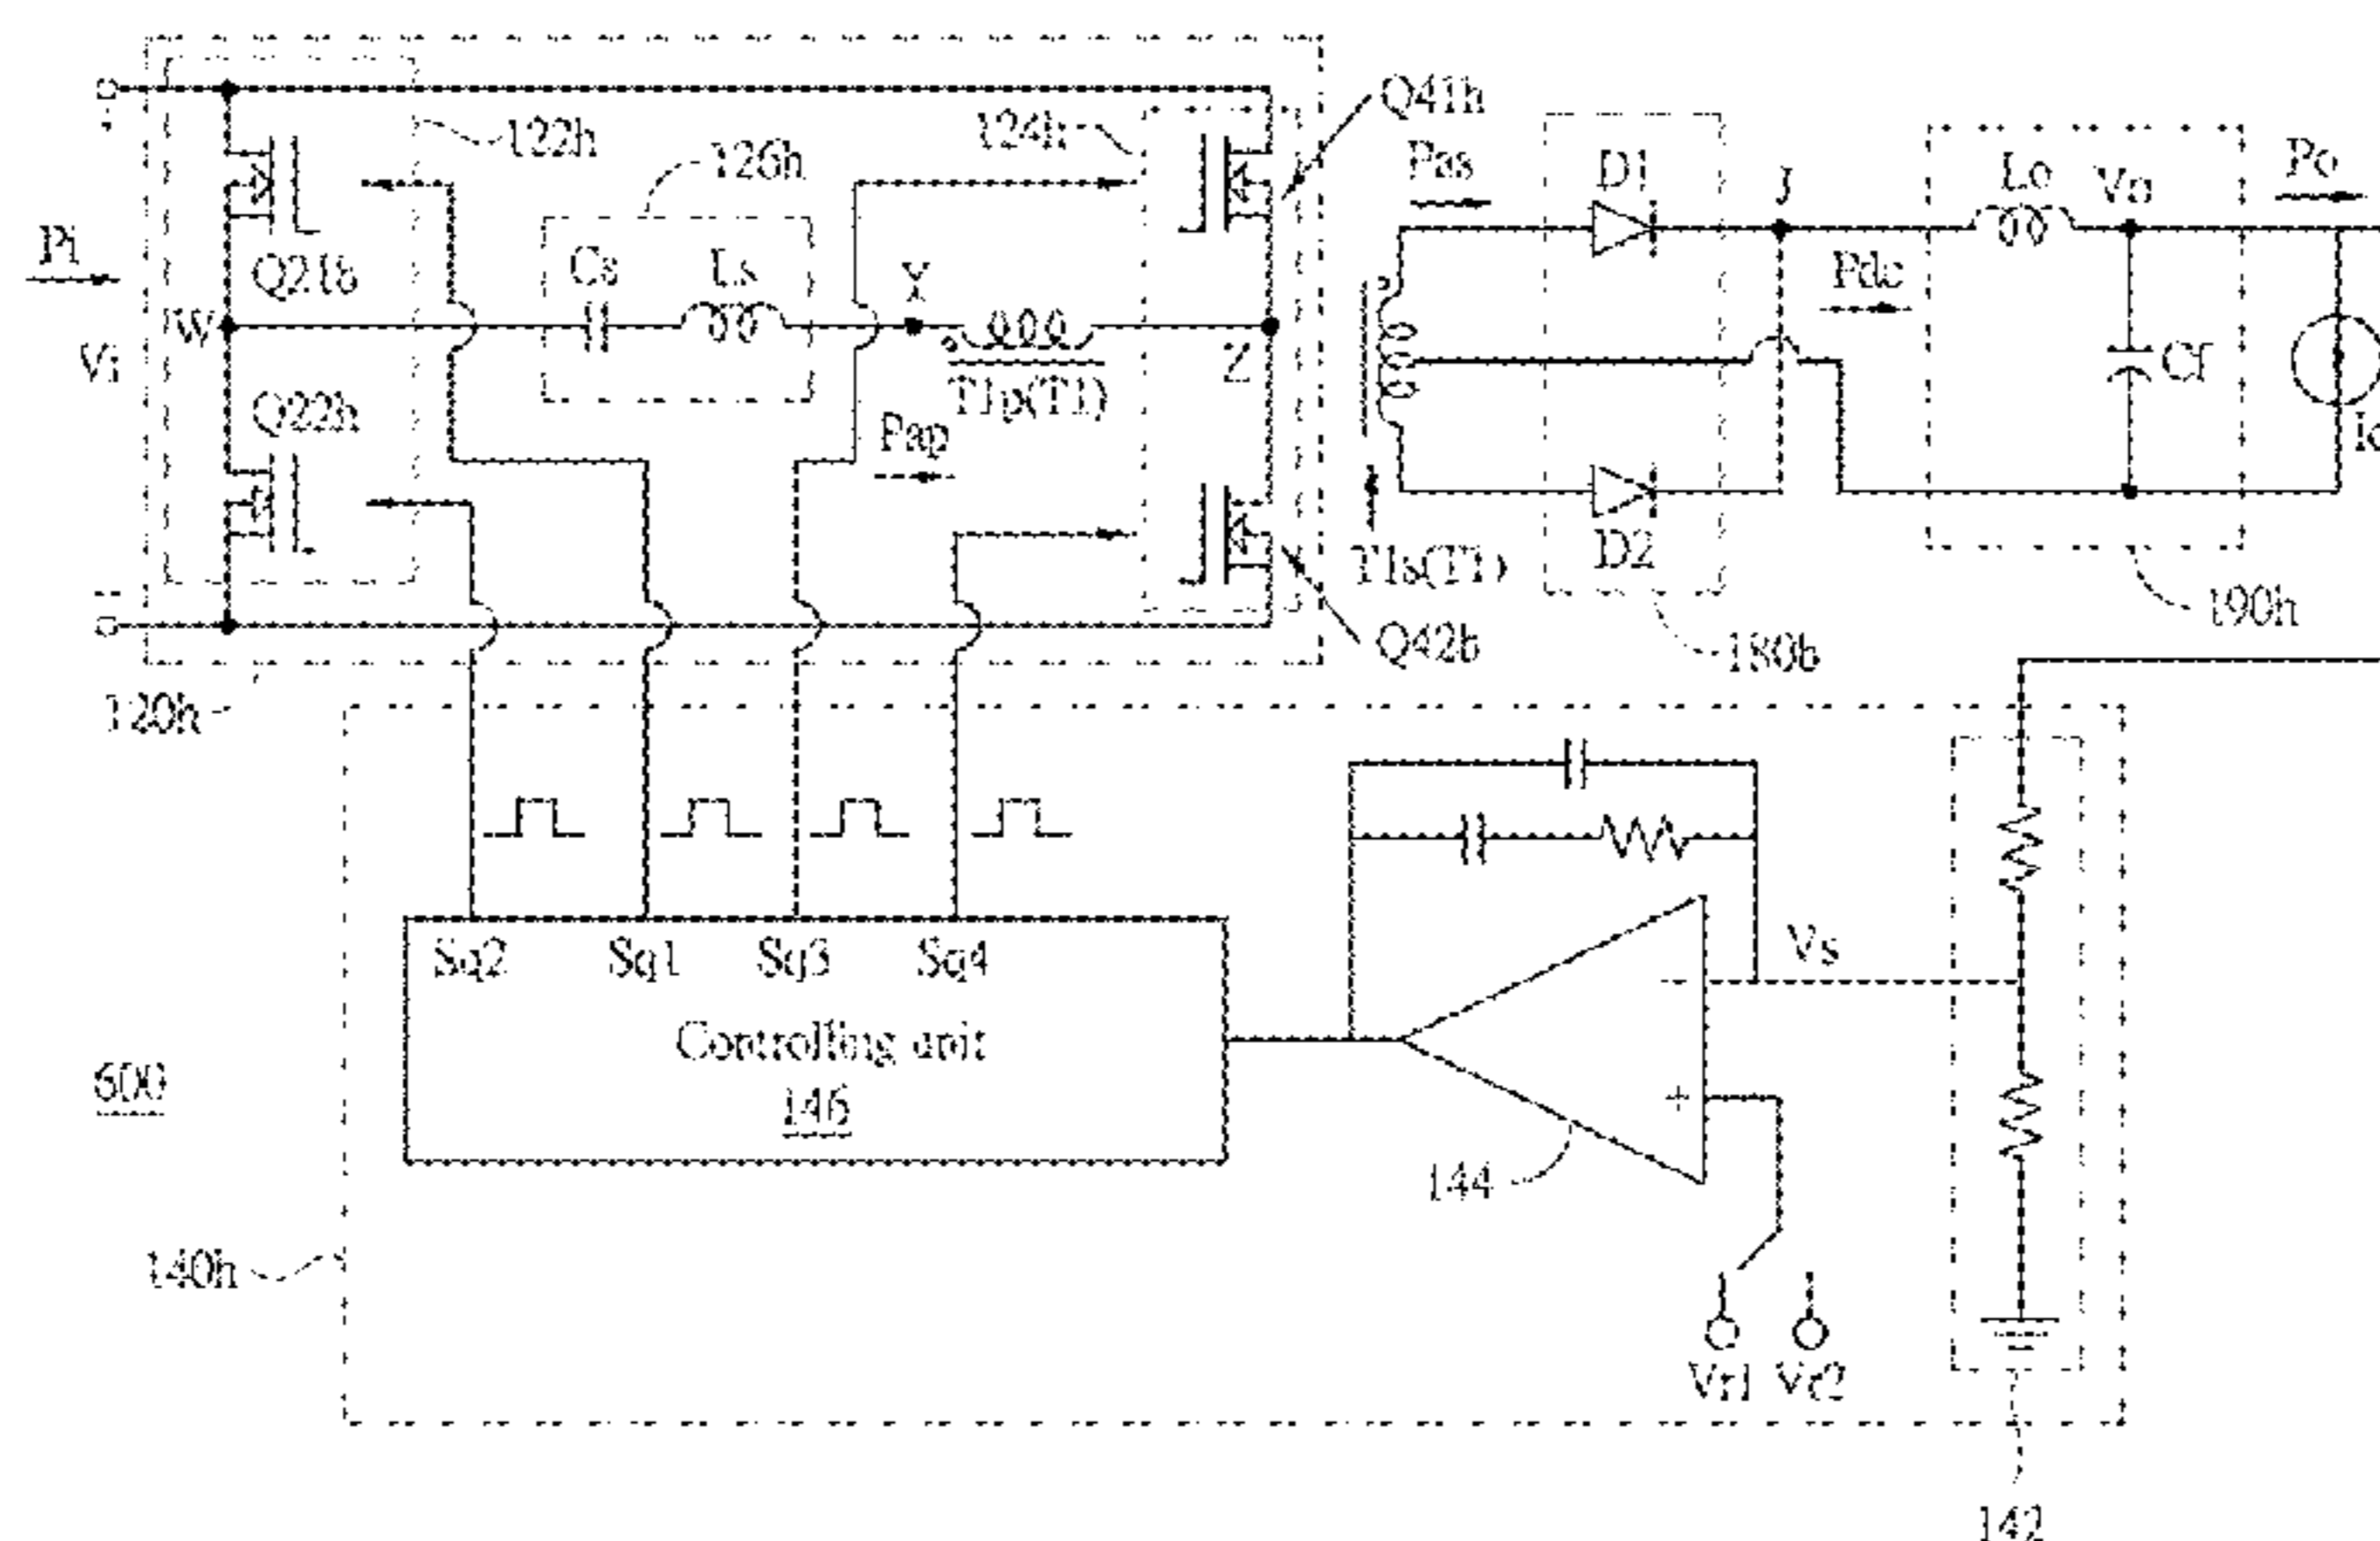 Pi
Vi
W
122h
Q21h
Q22h
126h
Cs
Ls
Y
T1p(T1)
Pap
124h
Z
Q41h
Q42h
Pas
T1s(T1)
D1
D2
180h
J
Pdc
Lo
Vo
Cf
190h
Po
120h
Sq2
Sq1
Sq3
Sq4
Controlling unit
146
600
140h
144
-
+
Vs
Vr1
Vr2
142